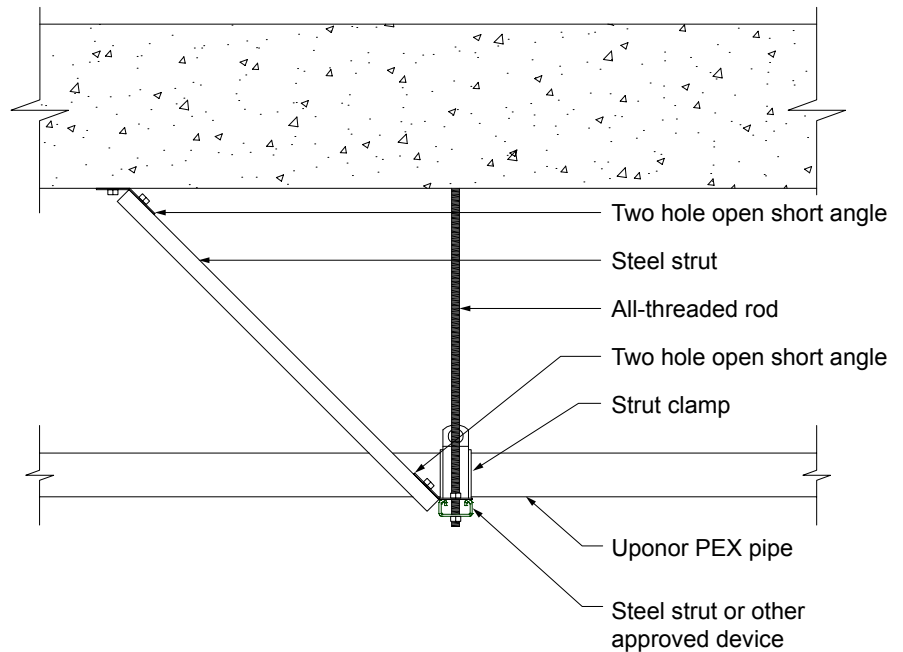 Two hole open short angle
Steel strut
All-threaded rod
Two hole open short angle
Strut clamp
Uponor PEX pipe
Steel strut or other
approved device